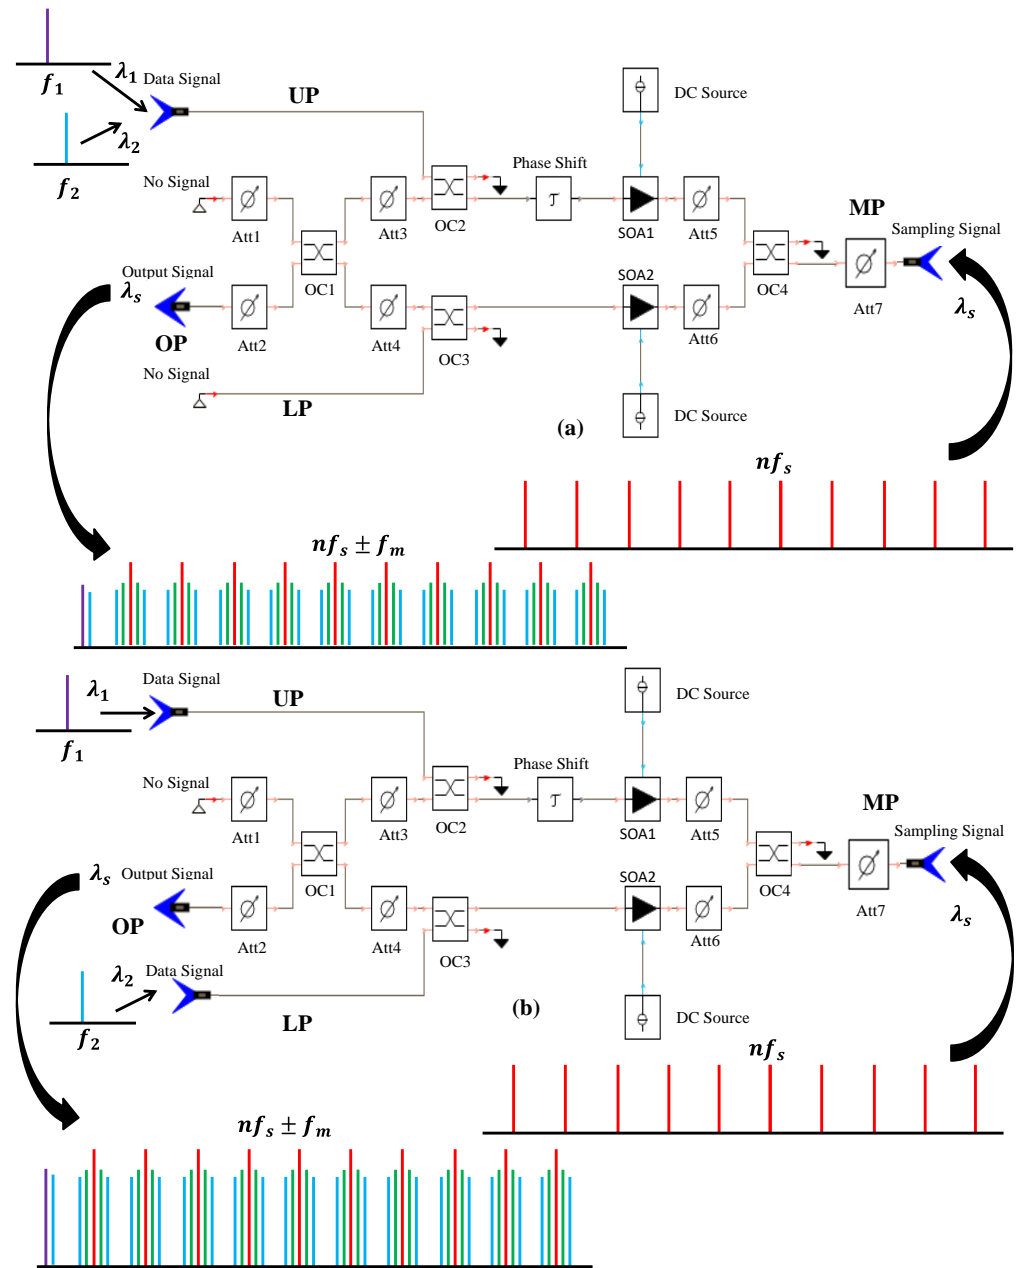 f₁
λ₁
Data Signal
UP
DC Source
λ₂
f₂
No Signal
Phase Shift
τ
Att1
Att3
OC2
SOA1
Att5
MP
Sampling Signal
Output Signal
λₛ
OC1
SOA2
OC4
Att7
λₛ
OP
Att2
Att4
OC3
Att6
No Signal
LP
DC Source
(a)
nfₛ
nfₛ ± fₘ
λ₁
Data Signal
UP
DC Source
f₁
No Signal
Phase Shift
τ
Att1
Att3
OC2
SOA1
Att5
MP
Sampling Signal
λₛ
Output Signal
OC1
SOA2
OC4
Att7
λₛ
OP
Att2
Att4
OC3
Att6
λ₂
Data Signal
f₂
LP
(b)
DC Source
nfₛ
nfₛ ± fₘ